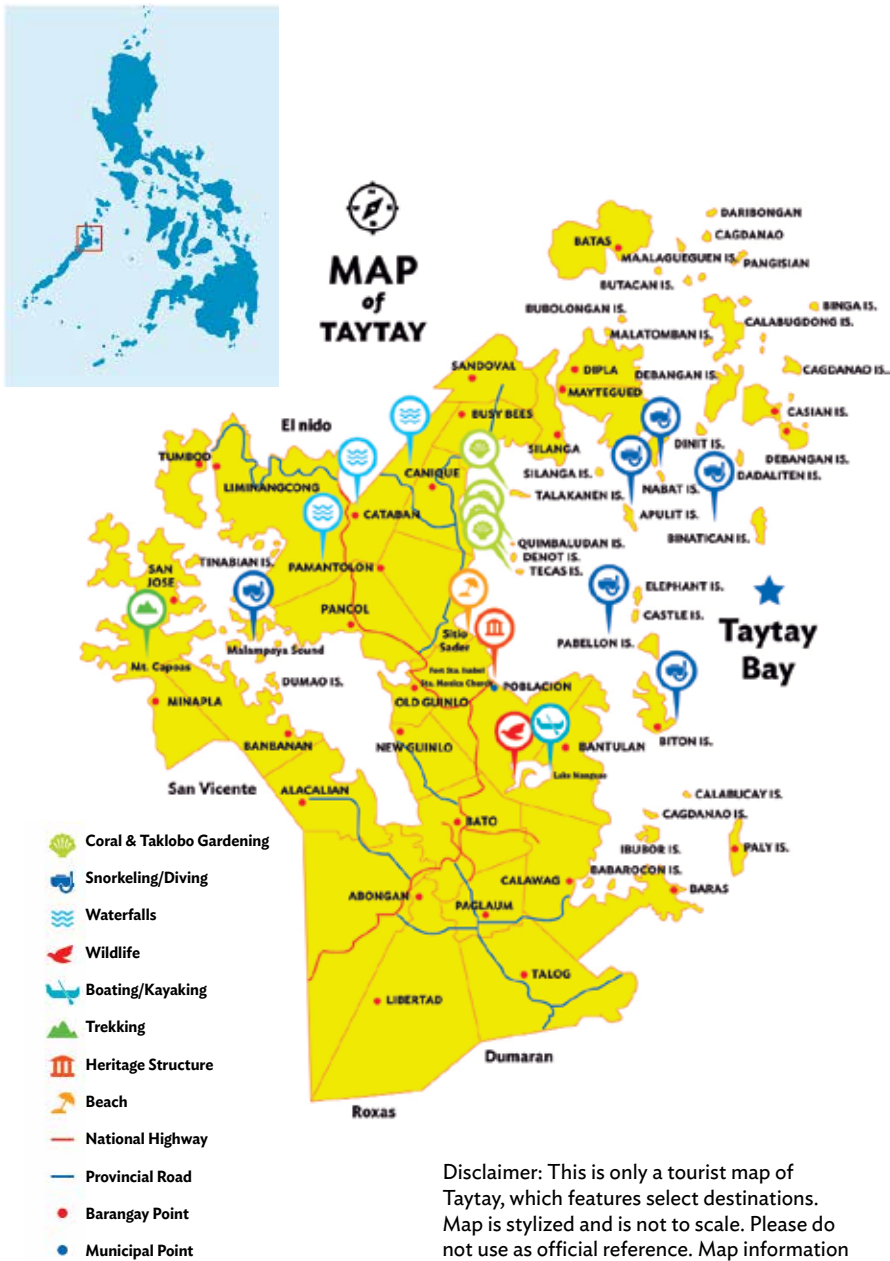 MAP
of
TAYTAY
DARIBONGAN
CAGDANAO
BATAS
MAALAGUEGUEN IS.
PANGISIAN
BUTACAN IS.
BUBOLONGAN IS.
BINGA IS.
CALABUGDONG IS.
MALATOMBAN IS.
SANDOVAL
DIPLA
DEBANGAN IS.
CAGDANAO IS.
MAYTEGUED
BUSY BEES
CASIAN IS.
El nido
SILANGA
DINIT IS.
TUMBOD
DEBANGAN IS.
LIMINANGCONG
CANIQUE
SILANGA IS.
DADALITEN IS.
NABAT IS.
TALAKANEN IS.
CATABAN
APULIT IS.
BINATICAN IS.
QUIMBALUDAN IS.
DENOT IS.
TECAS IS.
TINABIAN IS.
SAN
JOSE
PAMANTOLON
ELEPHANT IS.
CASTLE IS.
PANCOL
Taytay
Bay
Sitio
Sader
PABELLON IS.
Malampaya Sound
Mt. Capoas
Fort Sta. Isabel
Sta. Monica Church
POBLACION
DUMAO IS.
MINAPLA
OLD GUINLO
BITON IS.
BANBANAN
NEW GUINLO
BANTULAN
Lake Manguao
San Vicente
ALACALIAN
CALABUCAY IS.
CAGDANAO IS.
BATO
IBUBOR IS.
PALY IS.
BABAROCON IS.
CALAWAG
BARAS
ABONGAN
PAGLAUM
TALOG
LIBERTAD
Dumaran
Roxas
Coral & Taklobo Gardening
Snorkeling/Diving
Waterfalls
Wildlife
Boating/Kayaking
Trekking
Heritage Structure
Beach
National Highway
Provincial Road
Barangay Point
Municipal Point
Disclaimer: This is only a tourist map of
Taytay, which features select destinations.
Map is stylized and is not to scale. Please do
not use as official reference. Map information